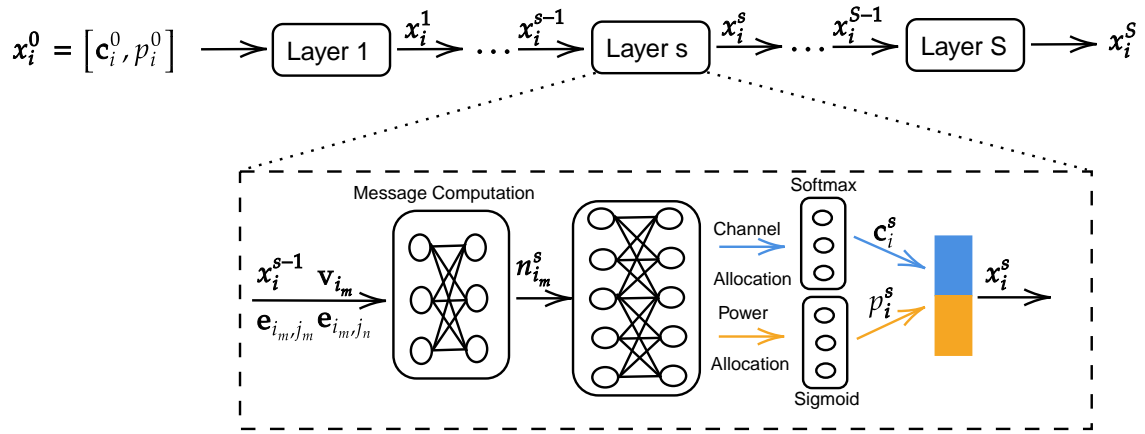 x_i^0 = [c_i^0, p_i^0]
Layer 1
x_i^1
...
x_i^{s-1}
Layer s
x_i^s
...
x_i^{S-1}
Layer S
x_i^S
Message Computation
Softmax
x_i^{s-1} v_{i_m}
e_{i_m,j_m} e_{i_m,j_n}
n_{i_m}^s
Channel
Allocation
Power
Allocation
c_i^s
p_i^s
x_i^s
Sigmoid